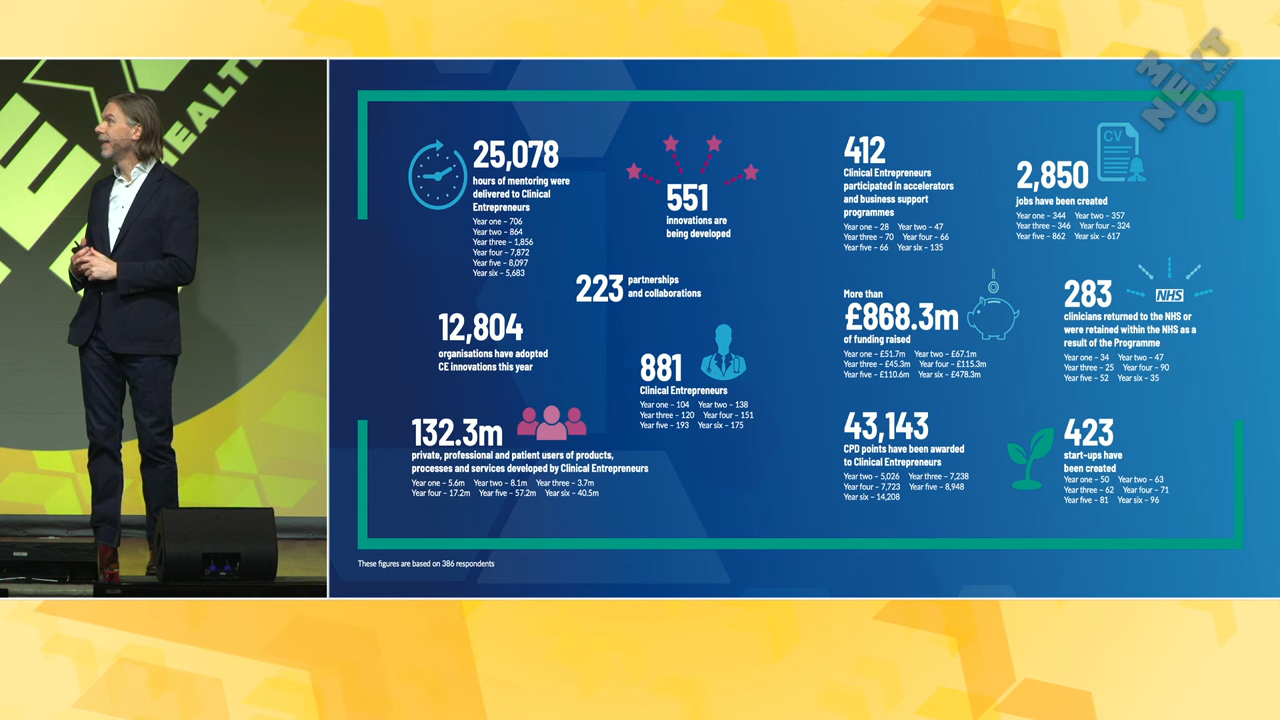 NEXT
MED
HEALTH
EX
HEALTH
25,078
hours of mentoring were
delivered to Clinical
Entrepreneurs
Year one – 706
Year two – 864
Year three – 1,856
Year four – 7,872
Year five – 8,097
Year six – 5,683
551
innovations are
being developed
412
Clinical Entrepreneurs
participated in accelerators
and business support
programmes
Year one – 28 Year two – 47
Year three – 70 Year four – 66
Year five – 66 Year six – 135
CV
2,850
jobs have been created
Year one – 344 Year two – 357
Year three – 346 Year four – 324
Year five – 862 Year six – 617
223 partnerships
and collaborations
12,804
organisations have adopted
CE innovations this year
881
Clinical Entrepreneurs
Year one – 104 Year two – 138
Year three – 120 Year four – 151
Year five – 193 Year six – 175
More than
£868.3m
of funding raised
Year one – £51.7m Year two – £67.1m
Year three – £45.3m Year four – £115.3m
Year five – £110.6m Year six – £478.3m
NHS
283
clinicians returned to the NHS or
were retained within the NHS as a
result of the Programme
Year one – 34 Year two – 47
Year three – 25 Year four – 90
Year five – 52 Year six – 35
132.3m
private, professional and patient users of products,
processes and services developed by Clinical Entrepreneurs
Year one – 5.6m Year two – 8.1m Year three – 3.7m
Year four – 17.2m Year five – 57.2m Year six – 40.5m
43,143
CPD points have been awarded
to Clinical Entrepreneurs
Year two – 5,026 Year three – 7,238
Year four – 7,723 Year five – 8,948
Year six – 14,208
423
start-ups have
been created
Year one – 50 Year two – 63
Year three – 62 Year four – 71
Year five – 81 Year six – 96
These figures are based on 386 respondents